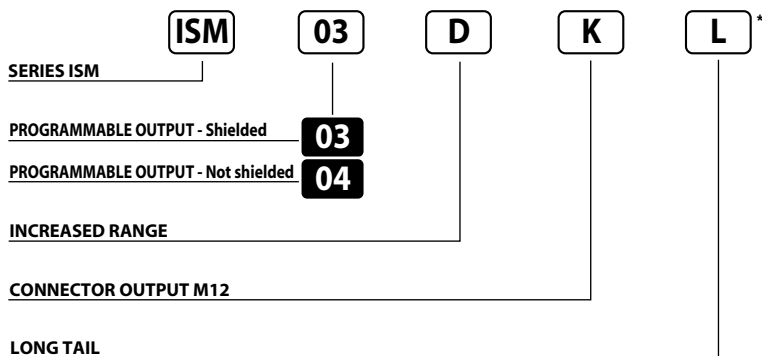 ISM 03 D K L *
SERIES ISM
PROGRAMMABLE OUTPUT - Shielded 03
PROGRAMMABLE OUTPUT - Not shielded 04
INCREASED RANGE
CONNECTOR OUTPUT M12
LONG TAIL